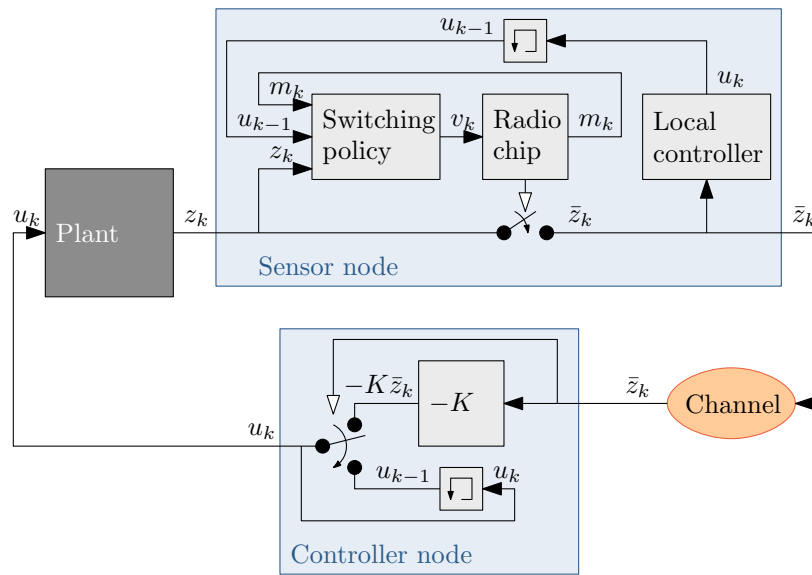 u_{k-1}
u_k
m_k
u_{k-1}
z_k
Switching
policy
v_k
Radio
chip
m_k
Local
controller
u_k
Plant
z_k
z̄_k
z̄_k
Sensor node
-Kz̄_k
-K
z̄_k
Channel
u_k
u_{k-1}
u_k
Controller node